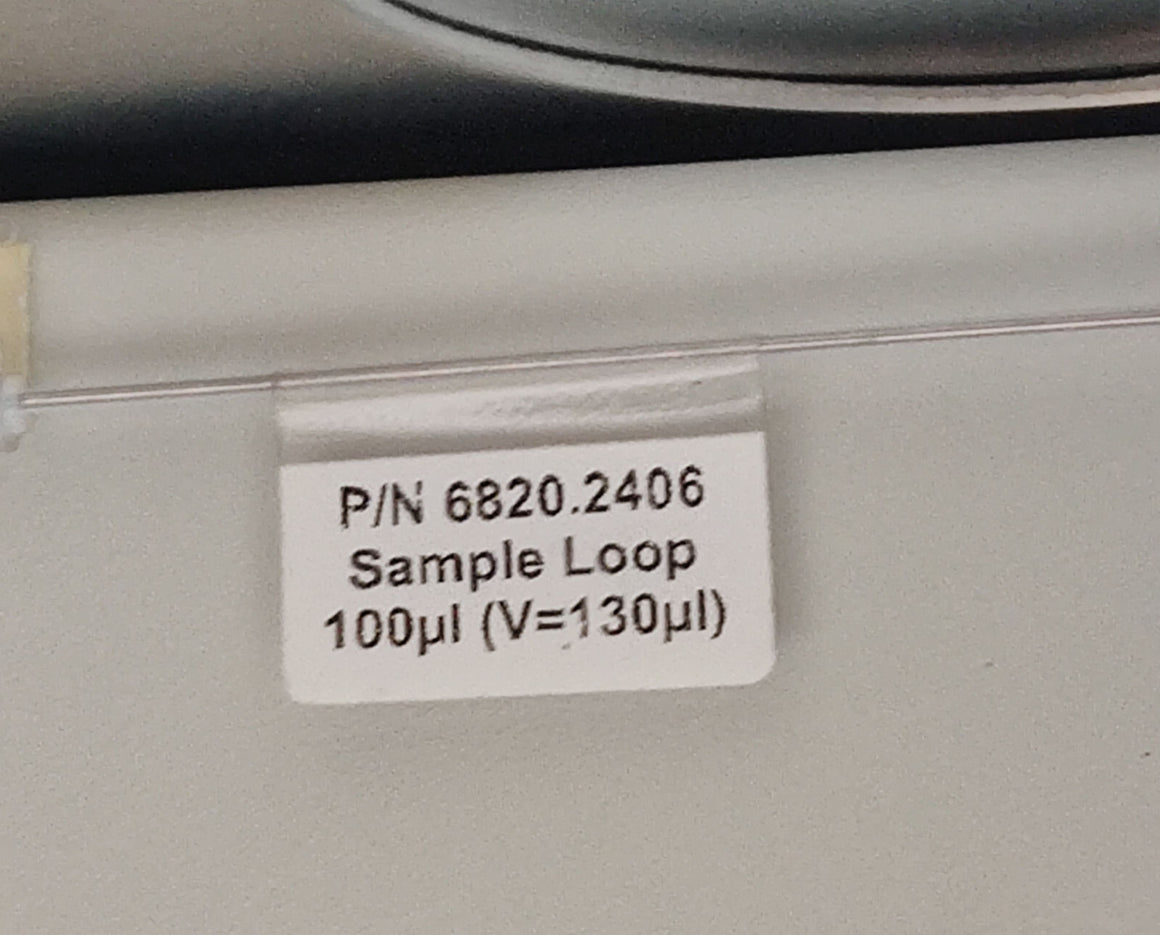 P/N 6820.2406
Sample Loop
100µl (V=130µl)